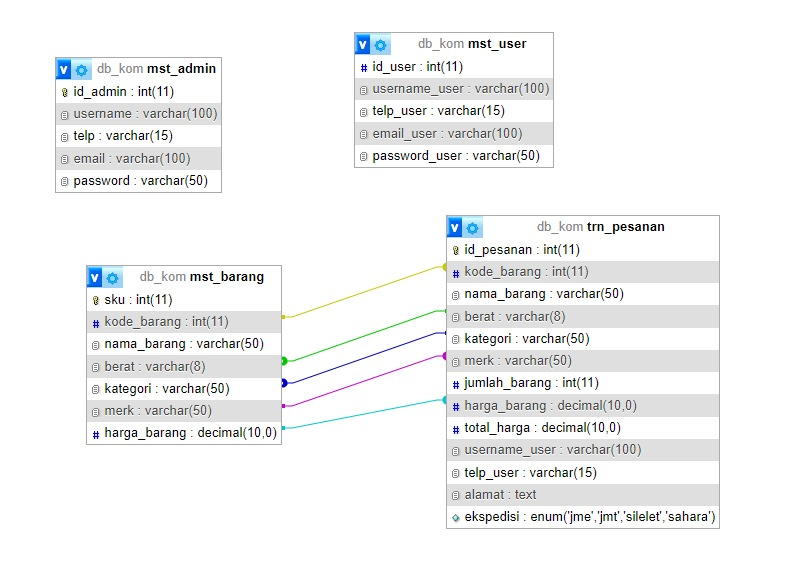 db_kom mst_admin
id_admin : int(11)
username : varchar(100)
telp : varchar(15)
email : varchar(100)
password : varchar(50)
db_kom mst_user
# id_user : int(11)
username_user : varchar(100)
telp_user : varchar(15)
email_user : varchar(100)
password_user : varchar(50)
db_kom mst_barang
sku : int(11)
# kode_barang : int(11)
nama_barang : varchar(50)
berat : varchar(8)
kategori : varchar(50)
merk : varchar(50)
# harga_barang : decimal(10,0)
db_kom trn_pesanan
id_pesanan : int(11)
# kode_barang : int(11)
nama_barang : varchar(50)
berat : varchar(8)
kategori : varchar(50)
merk : varchar(50)
# jumlah_barang : int(11)
# harga_barang : decimal(10,0)
# total_harga : decimal(10,0)
username_user : varchar(100)
telp_user : varchar(15)
alamat : text
ekspedisi : enum('jme','jmt','silelet','sahara')